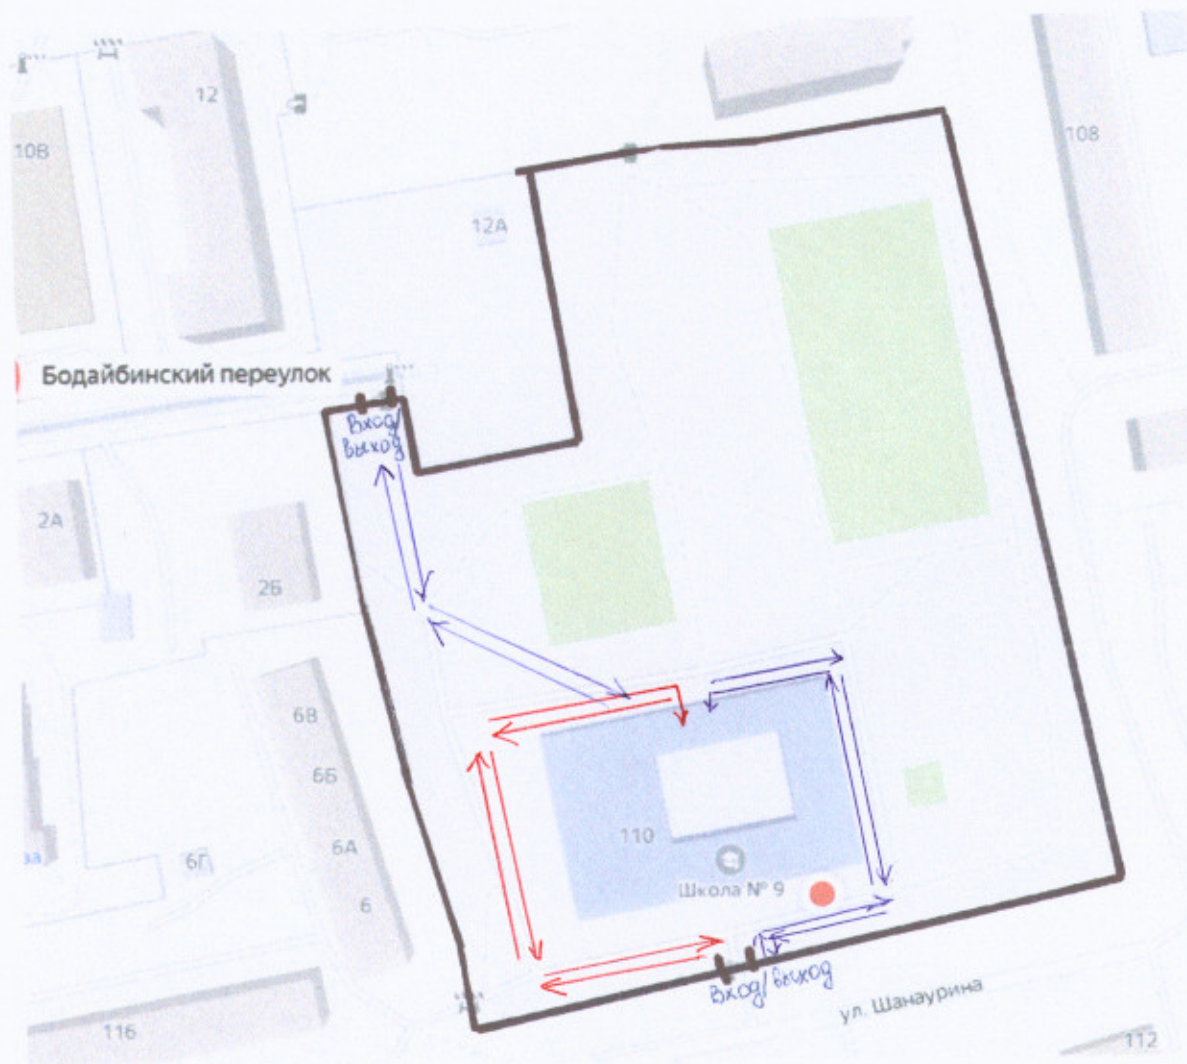 12
10В
108
12А
Бодайбинский переулок
Вход/
выход
2А
2Б
6В
6Б
110
6А
6Г
Школа № 9
6
Вход/выход
ул. Шанаурина
116
112